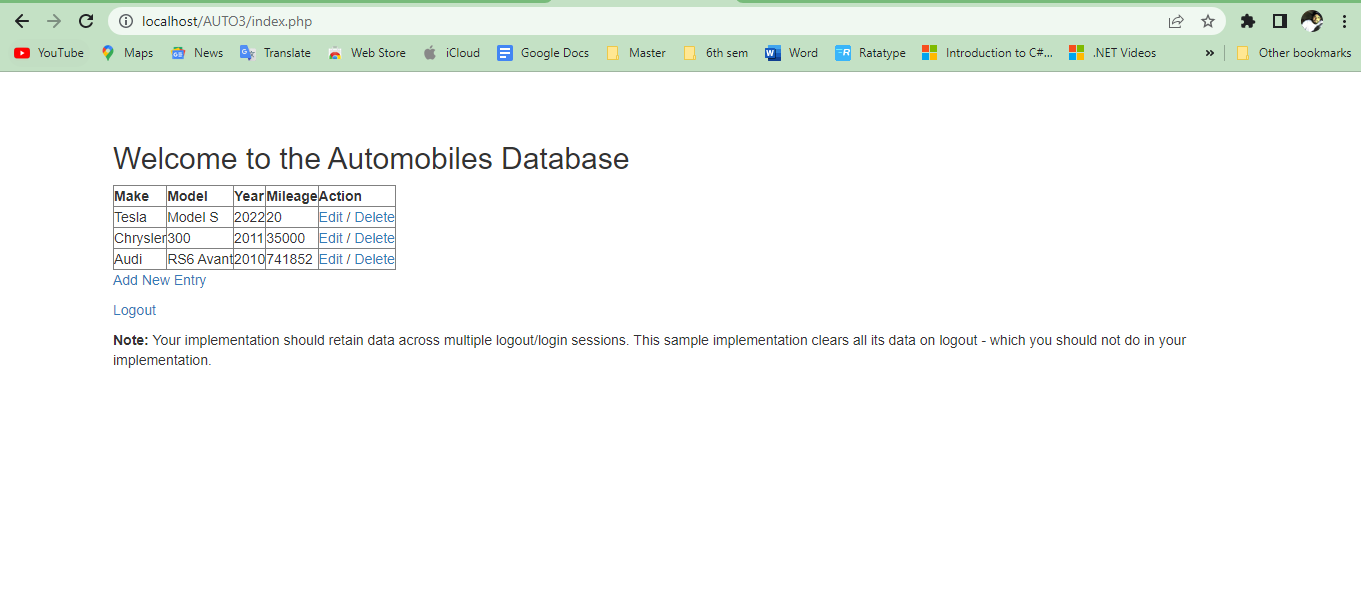 localhost/AUTO3/index.php
YouTube Maps News Translate Web Store iCloud Google Docs Master 6th sem Word Ratatype Introduction to C#... .NET Videos » Other bookmarks
Welcome to the Automobiles Database
Make Model Year Mileage Action
Tesla Model S 2022 20 Edit / Delete
Chrysler 300 2011 35000 Edit / Delete
Audi RS6 Avant 2010 741852 Edit / Delete
Add New Entry
Logout
Note: Your implementation should retain data across multiple logout/login sessions. This sample implementation clears all its data on logout - which you should not do in your
implementation.